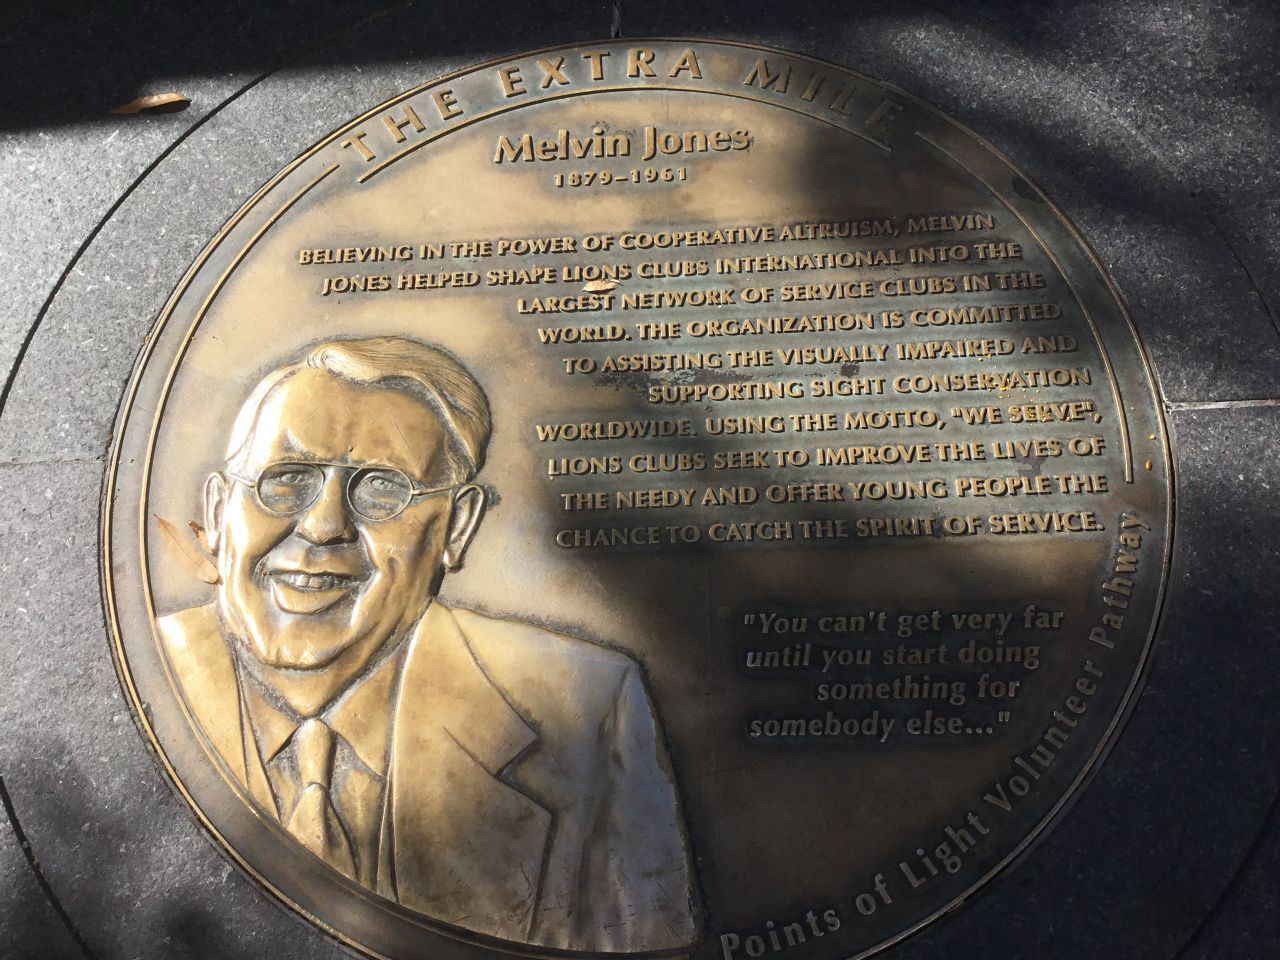 THE EXTRA MILE
Melvin Jones
1879–1961
BELIEVING IN THE POWER OF COOPERATIVE ALTRUISM, MELVIN
JONES HELPED SHAPE LIONS CLUBS INTERNATIONAL INTO THE
LARGEST NETWORK OF SERVICE CLUBS IN THE
WORLD. THE ORGANIZATION IS COMMITTED
TO ASSISTING THE VISUALLY IMPAIRED AND
SUPPORTING SIGHT CONSERVATION
WORLDWIDE. USING THE MOTTO, "WE SERVE",
LIONS CLUBS SEEK TO IMPROVE THE LIVES OF
THE NEEDY AND OFFER YOUNG PEOPLE THE
CHANCE TO CATCH THE SPIRIT OF SERVICE.
"You can't get very far
until you start doing
something for
somebody else..."
Points of Light Volunteer Pathway